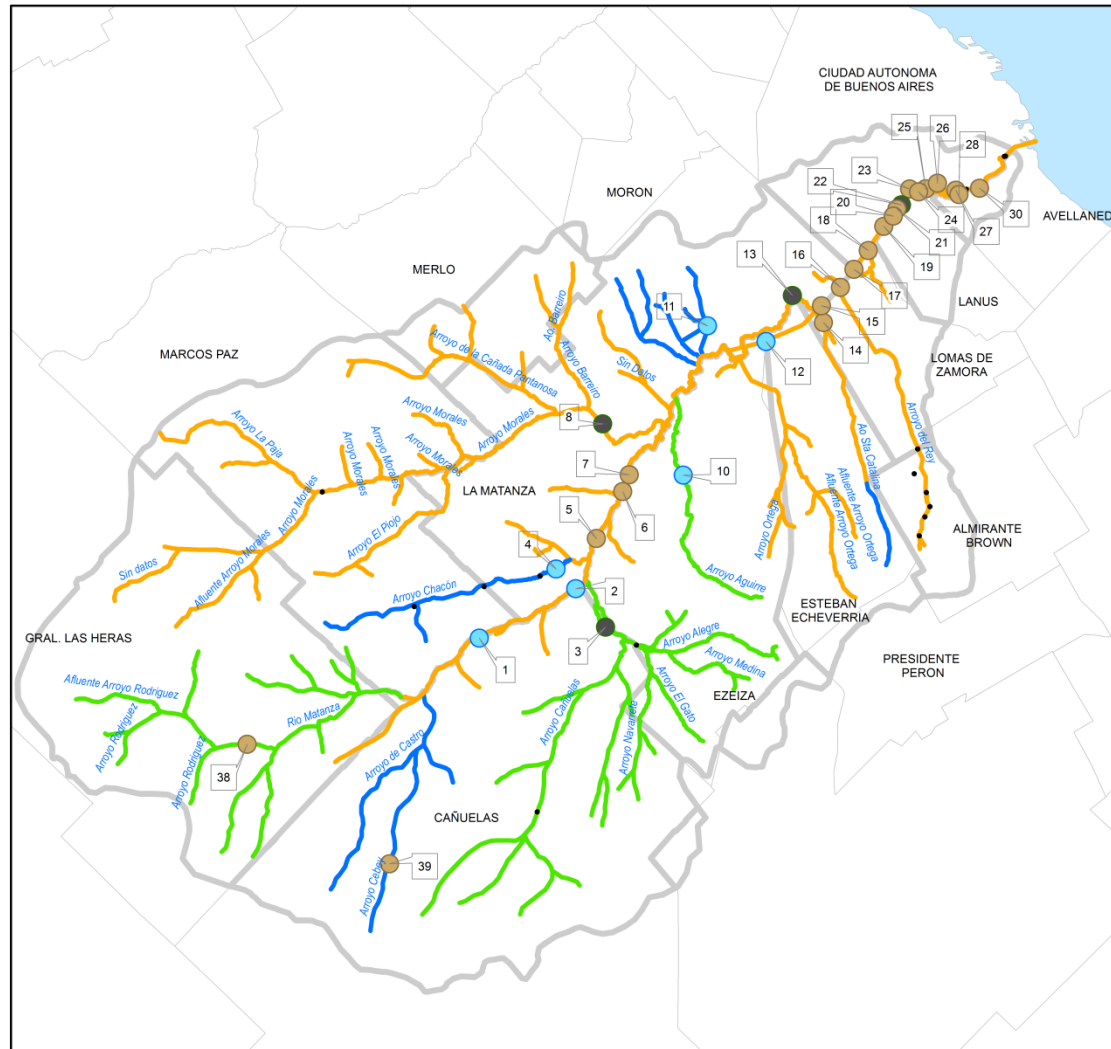 CIUDAD AUTONOMA
DE BUENOS AIRES
25
26
28
23
22
MORON
20
24
27
30
AVELLANED
18
21
13
16
19
MERLO
17
LANUS
11
15
MARCOS PAZ
Ao. Barreiro
Arroyo de la Cañada Pantanosa
Sin Datos
14
12
LOMAS DE
ZAMORA
Arroyo Barreiro
Arroyo Morales
Arroyo Morales
8
Arroyo La Paja
Arroyo Morales
Arroyo Morales
Arroyo Morales
Arroyo del Rey
Ao Sta.Catalina
7
10
LA MATANZA
Afluente Arroyo Ortega
Afluente Arroyo Ortega
Arroyo Morales
5
6
Arroyo Ortega
ALMIRANTE
BROWN
Arroyo El Piojo
4
Sin datos
Afluente Arroyo Morales
Arroyo Aguirre
Arroyo Chacón
2
ESTEBAN
ECHEVERRIA
GRAL. LAS HERAS
3
1
Arroyo Alegre
Arroyo Medina
PRESIDENTE
PERON
Afluente Arroyo Rodriguez
Arroyo Cañuelas
EZEIZA
Arroyo El Gato
Rio Matanza
Arroyo Navarrete
Arroyo Rodriguez
Arroyo Rodriguez
Arroyo de Castro
38
CAÑUELAS
39
Arroyo Cebey